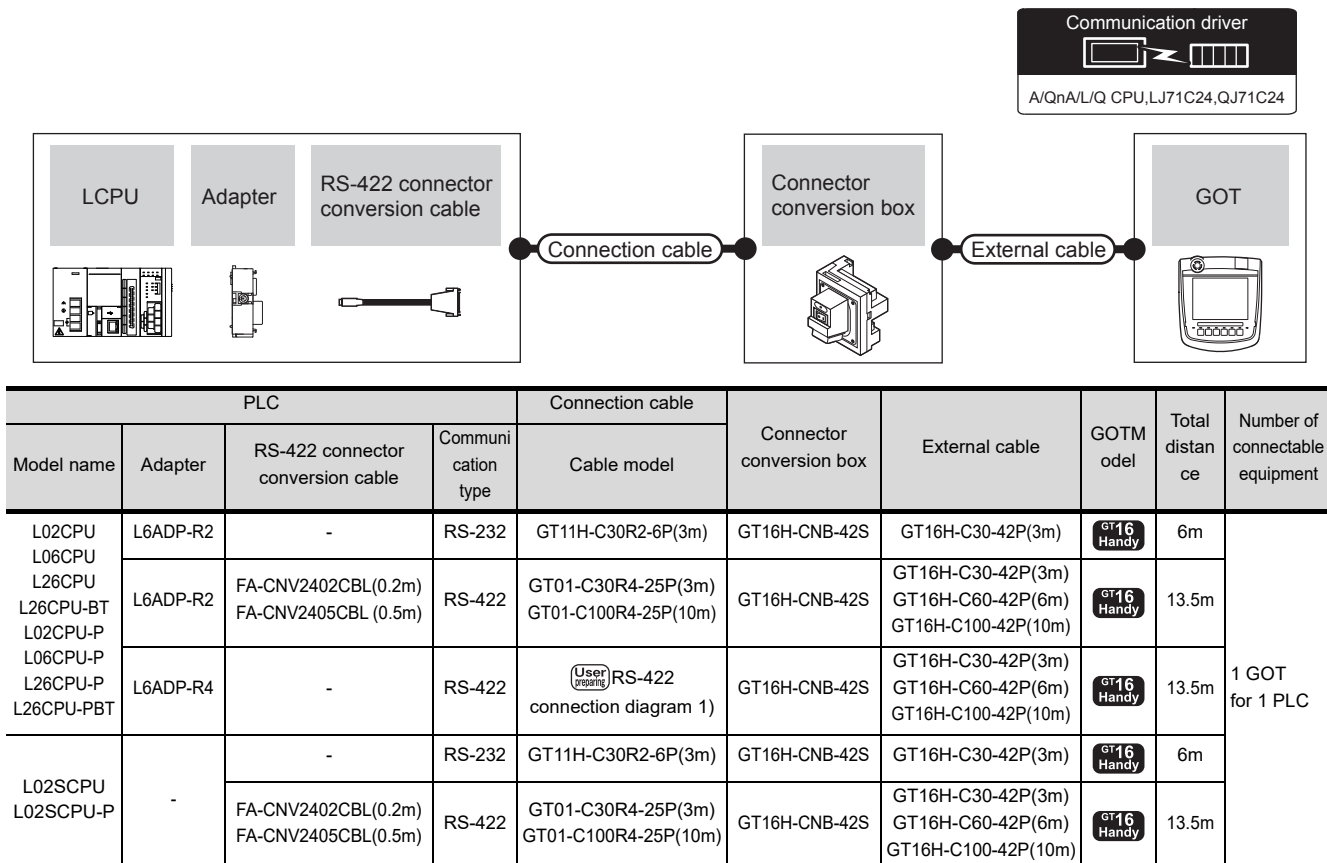 Communication driver
A/QnA/L/Q CPU,LJ71C24,QJ71C24
LCPU
Adapter
RS-422 connector
conversion cable
Connection cable
Connector
conversion box
External cable
GOT
PLC
Connection cable
Connector
conversion box
External cable
GOTM
odel
Total
distan
ce
Number of
connectable
equipment
Model name
Adapter
RS-422 connector
conversion cable
Communi
cation
type
Cable model
L02CPU
L06CPU
L26CPU
L26CPU-BT
L02CPU-P
L06CPU-P
L26CPU-P
L26CPU-PBT
L6ADP-R2
-
RS-232
GT11H-C30R2-6P(3m)
GT16H-CNB-42S
GT16H-C30-42P(3m)
GT16
Handy
6m
1 GOT
for 1 PLC
L6ADP-R2
FA-CNV2402CBL(0.2m)
FA-CNV2405CBL (0.5m)
RS-422
GT01-C30R4-25P(3m)
GT01-C100R4-25P(10m)
GT16H-CNB-42S
GT16H-C30-42P(3m)
GT16H-C60-42P(6m)
GT16H-C100-42P(10m)
GT16
Handy
13.5m
L6ADP-R4
-
RS-422
User
preparing
RS-422
connection diagram 1)
GT16H-CNB-42S
GT16H-C30-42P(3m)
GT16H-C60-42P(6m)
GT16H-C100-42P(10m)
GT16
Handy
13.5m
L02SCPU
L02SCPU-P
-
-
RS-232
GT11H-C30R2-6P(3m)
GT16H-CNB-42S
GT16H-C30-42P(3m)
GT16
Handy
6m
FA-CNV2402CBL(0.2m)
FA-CNV2405CBL(0.5m)
RS-422
GT01-C30R4-25P(3m)
GT01-C100R4-25P(10m)
GT16H-CNB-42S
GT16H-C30-42P(3m)
GT16H-C60-42P(6m)
GT16H-C100-42P(10m)
GT16
Handy
13.5m